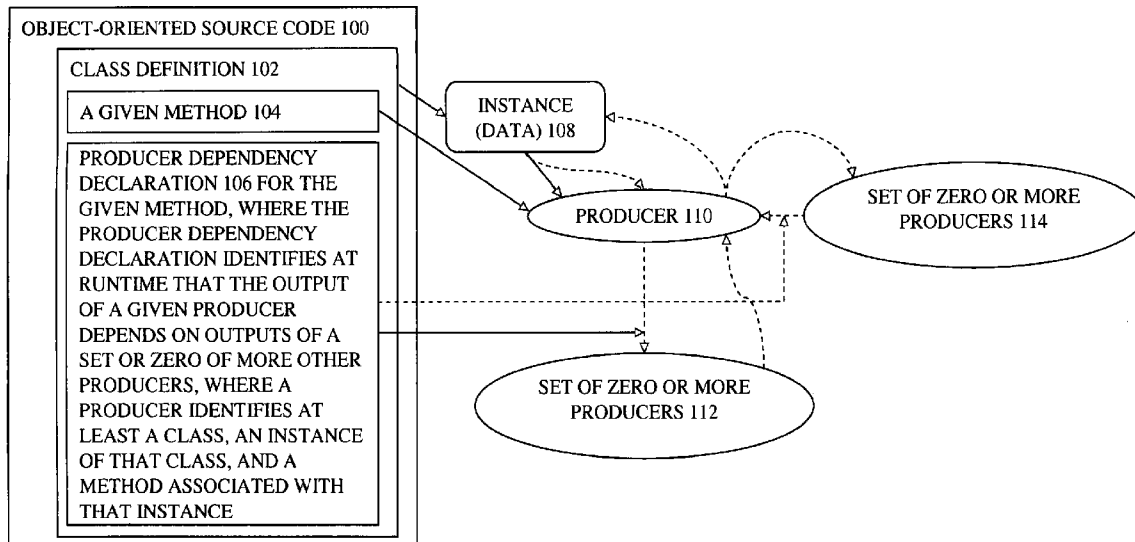 OBJECT-ORIENTED SOURCE CODE 100
CLASS DEFINITION 102
A GIVEN METHOD 104
PRODUCER DEPENDENCY
DECLARATION 106 FOR THE
GIVEN METHOD, WHERE THE
PRODUCER DEPENDENCY
DECLARATION IDENTIFIES AT
RUNTIME THAT THE OUTPUT
OF A GIVEN PRODUCER
DEPENDS ON OUTPUTS OF A
SET OR ZERO OF MORE OTHER
PRODUCERS, WHERE A
PRODUCER IDENTIFIES AT
LEAST A CLASS, AN INSTANCE
OF THAT CLASS, AND A
METHOD ASSOCIATED WITH
THAT INSTANCE
INSTANCE
(DATA) 108
PRODUCER 110
SET OF ZERO OR MORE
PRODUCERS 114
SET OF ZERO OR MORE
PRODUCERS 112